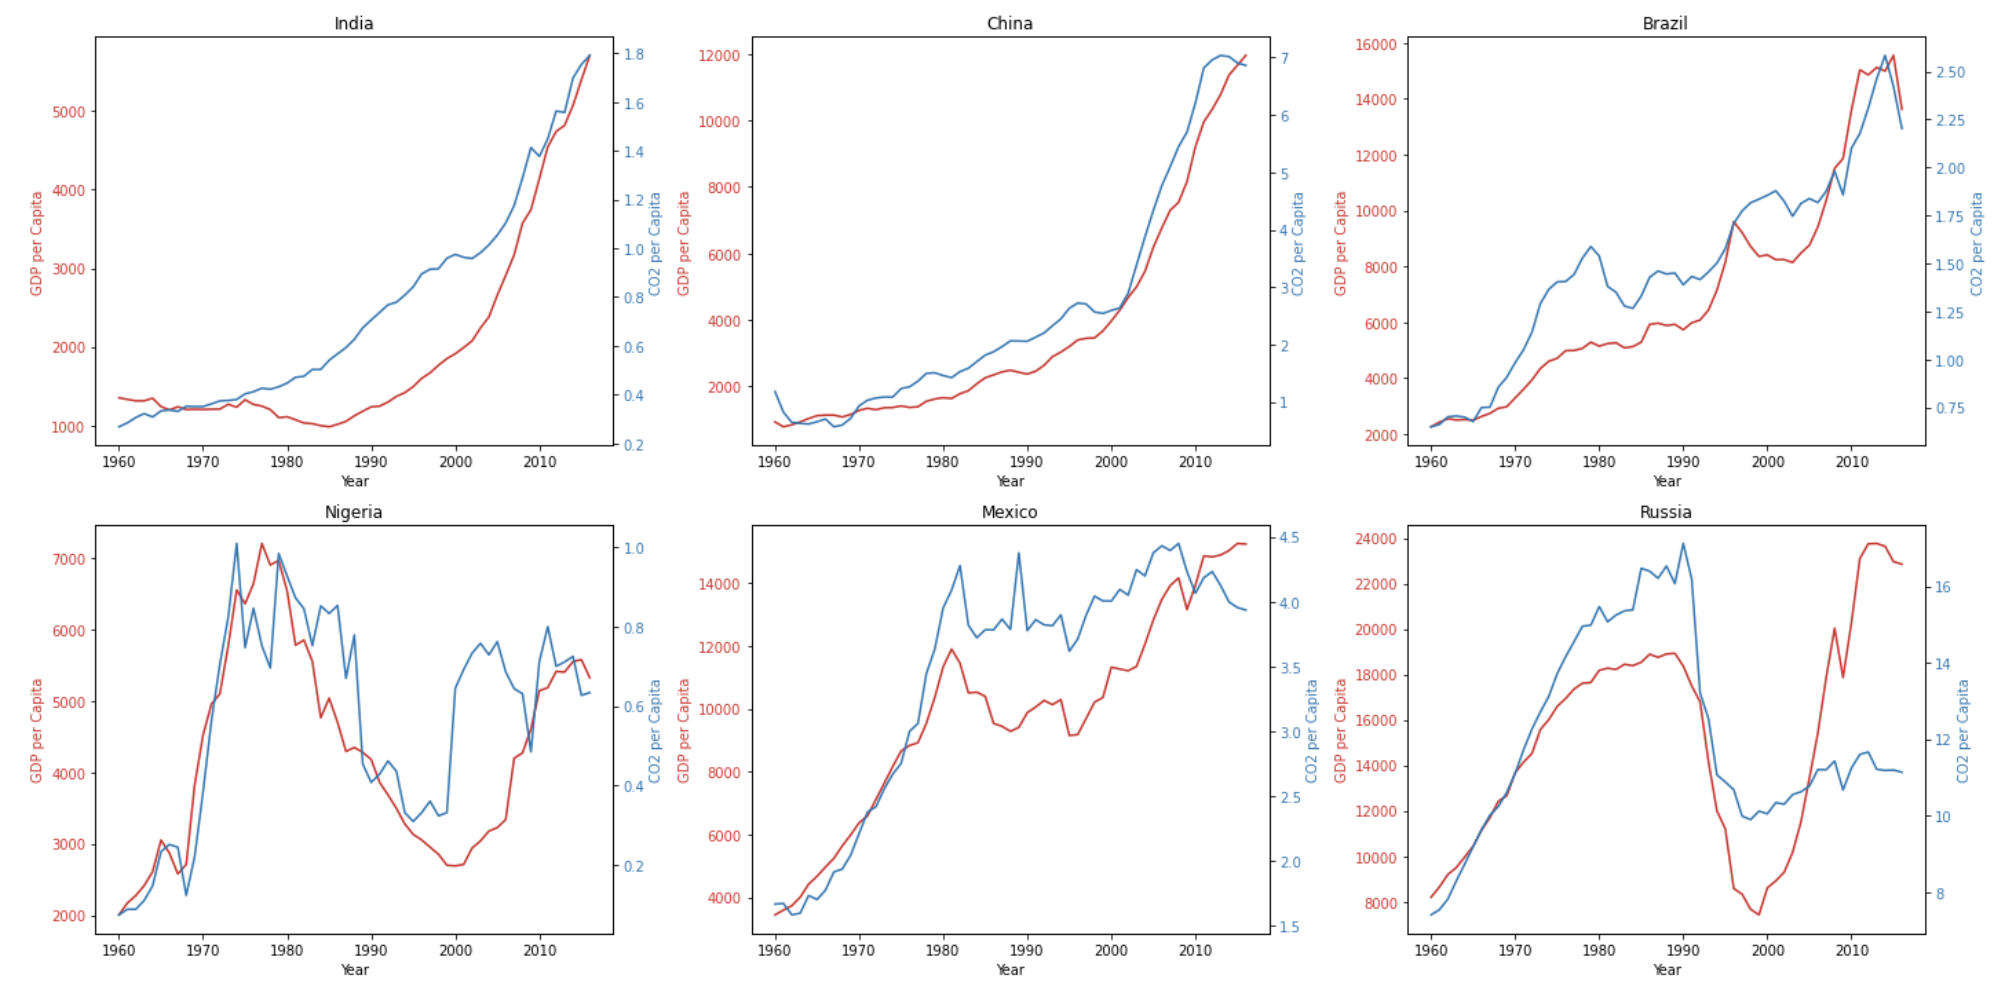 India
China
Brazil
GDP per Capita
5000
4000
3000
2000
1000
1.8
1.6
1.4
1.2
1.0
0.8
0.6
0.4
0.2
CO2 per Capita
1960 1970 1980 1990 2000 2010
Year
GDP per Capita
12000
10000
8000
6000
4000
2000
7
6
5
4
3
2
1
CO2 per Capita
1960 1970 1980 1990 2000 2010
Year
GDP per Capita
16000
14000
12000
10000
8000
6000
4000
2000
2.50
2.25
2.00
1.75
1.50
1.25
1.00
0.75
CO2 per Capita
1960 1970 1980 1990 2000 2010
Year
Nigeria
Mexico
Russia
GDP per Capita
7000
6000
5000
4000
3000
2000
1.0
0.8
0.6
0.4
0.2
CO2 per Capita
1960 1970 1980 1990 2000 2010
Year
GDP per Capita
14000
12000
10000
8000
6000
4000
4.5
4.0
3.5
3.0
2.5
2.0
1.5
CO2 per Capita
1960 1970 1980 1990 2000 2010
Year
GDP per Capita
24000
22000
20000
18000
16000
14000
12000
10000
8000
16
14
12
10
8
CO2 per Capita
1960 1970 1980 1990 2000 2010
Year